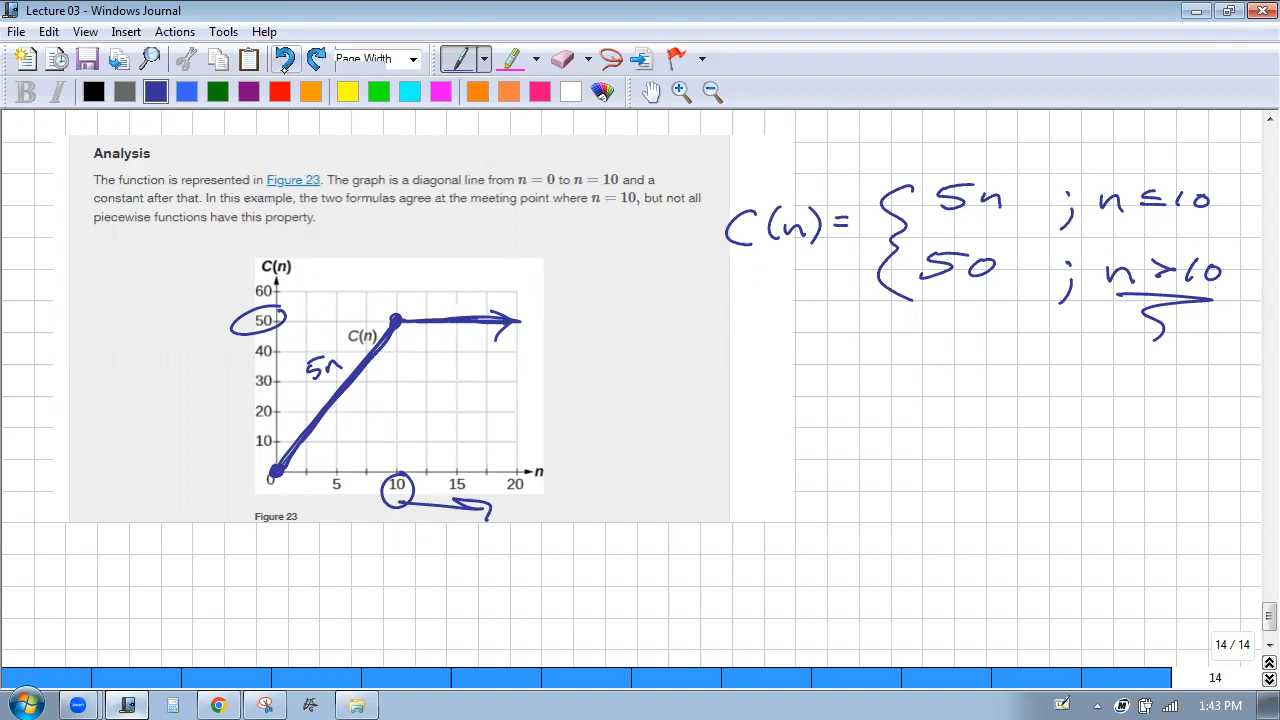 Lecture 03 - Windows Journal
File Edit View Insert Actions Tools Help
Page Width
B I
Analysis
The function is represented in Figure 23. The graph is a diagonal line from n = 0 to n = 10 and a
constant after that. In this example, the two formulas agree at the meeting point where n = 10, but not all
piecewise functions have this property.
C(n) = { 5n ; n ≤ 10
50 ; n > 10
C(n)
60
50
40
30
20
10
0
C(n)
5n
5 10 15 20
n
Figure 23
14 / 14
14
zoom
1:43 PM